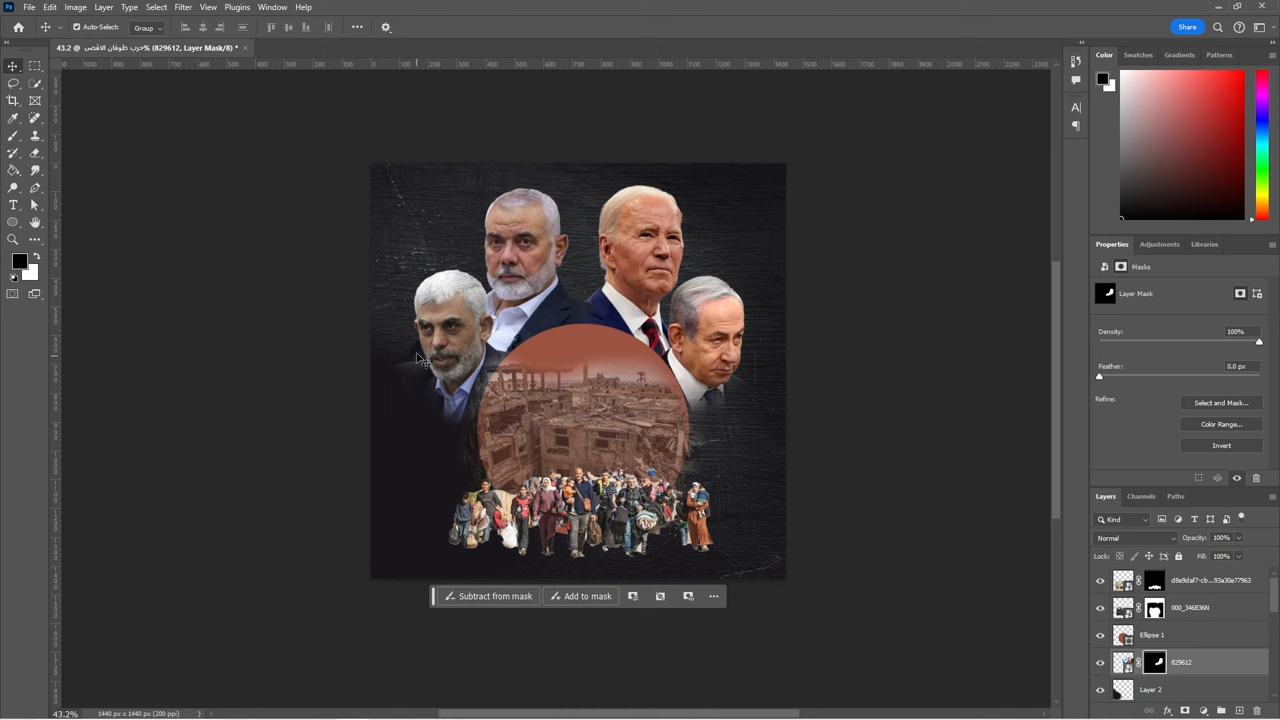 File Edit Image Layer Type Select Filter View Plugins Window Help
Auto-Select: Group Share
43.2 @ حرب طوفان الاقصى% (829612, Layer Mask/8) *
Color Swatches Gradients Patterns
Properties Adjustments Libraries
Masks
Layer Mask
Density: 100%
Feather: 0.0 px
Refine: Select and Mask...
Color Range...
Invert
Layers Channels Paths
Kind
Normal Opacity: 100%
Lock: Fill: 100%
d8e9daf7-cb...93a30e77963
000_346836N
Ellipse 1
829612
Layer 2
Subtract from mask Add to mask
43.2% 1440 px x 1440 px (200 ppi)